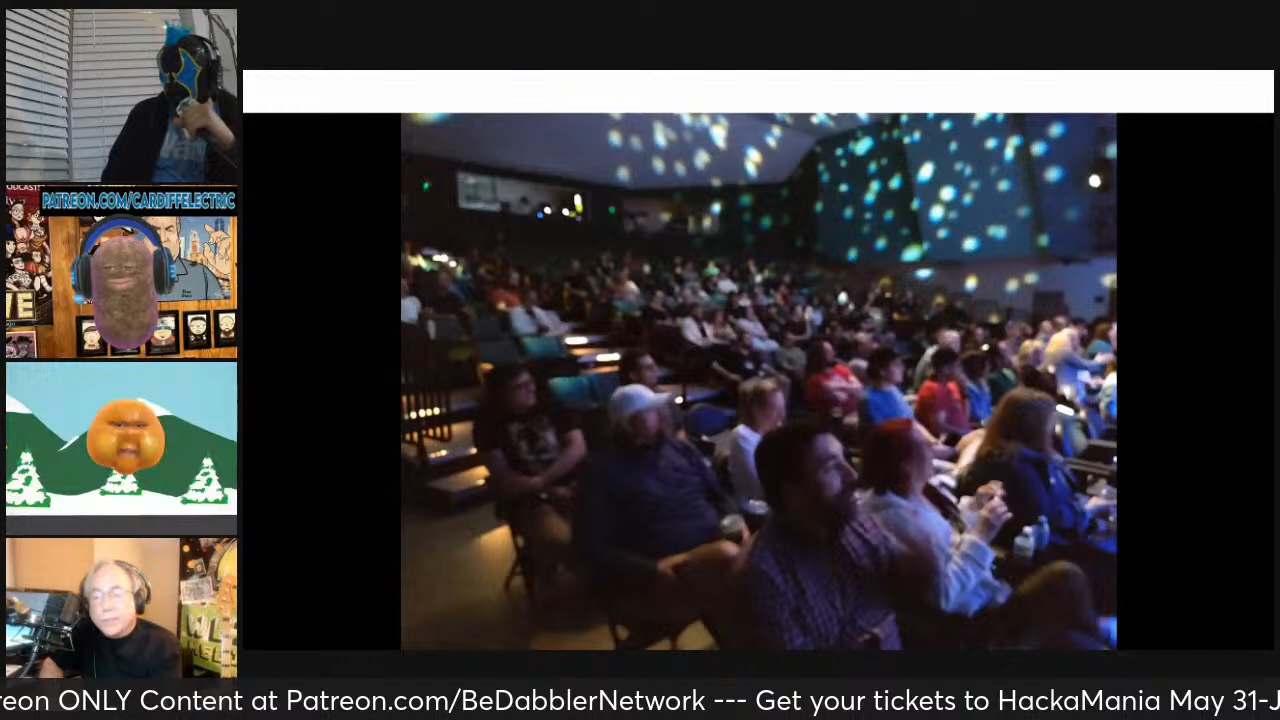 PATREON.COM/CARDIFFELECTRIC
reon ONLY Content at Patreon.com/BeDabblerNetwork --- Get your tickets to HackaMania May 31-J